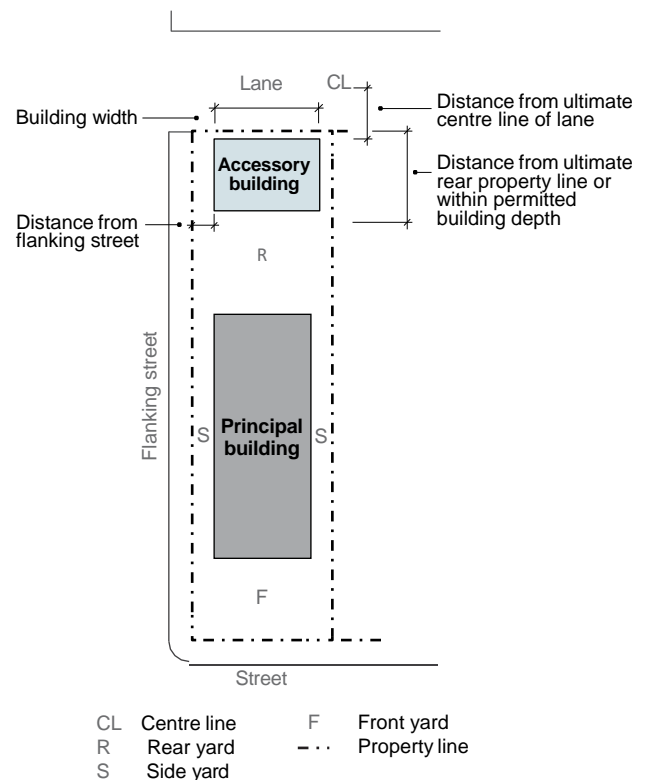 Lane
CL
Building width
Distance from ultimate
centre line of lane
Accessory
building
Distance from ultimate
rear property line or
within permitted
building depth
Distance from
flanking street
R
Flanking street
S
Principal
building
S
F
Street
CL Centre line
F Front yard
R Rear yard
Property line
S Side yard